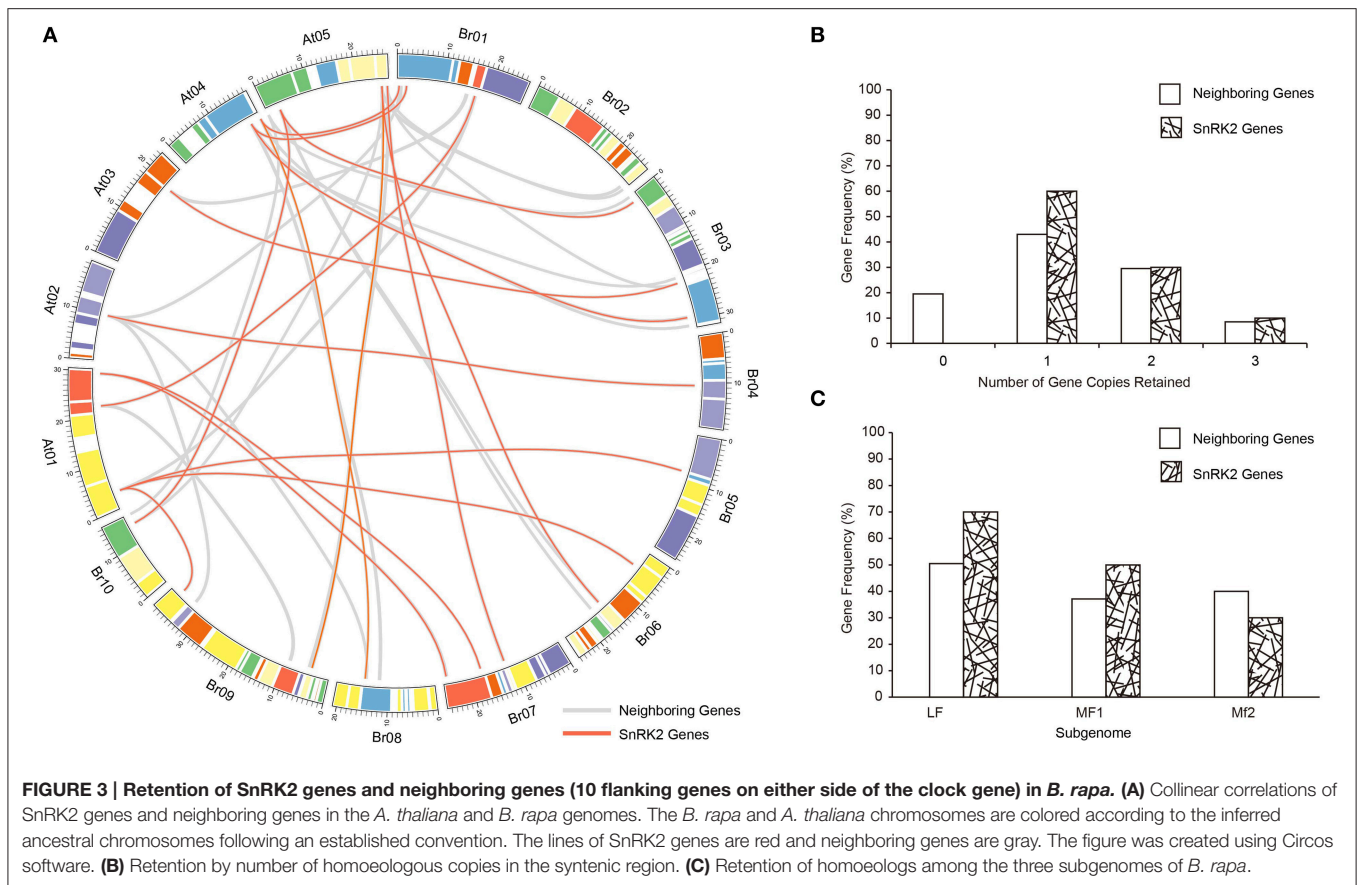 A
At05
Br01
Br02
Br03
Br04
Br05
Br06
Br07
Br08
Br09
Br10
At01
At02
At03
At04
Neighboring Genes
SnRK2 Genes
B
Neighboring Genes
SnRK2 Genes
Gene Frequency (%)
100
90
80
70
60
50
40
30
20
10
0
0 1 2 3
Number of Gene Copies Retained
C
Neighboring Genes
SnRK2 Genes
Gene Frequency (%)
100
90
80
70
60
50
40
30
20
10
0
LF MF1 Mf2
Subgenome
FIGURE 3 | Retention of SnRK2 genes and neighboring genes (10 flanking genes on either side of the clock gene) in B. rapa. (A) Collinear correlations of
SnRK2 genes and neighboring genes in the A. thaliana and B. rapa genomes. The B. rapa and A. thaliana chromosomes are colored according to the inferred
ancestral chromosomes following an established convention. The lines of SnRK2 genes are red and neighboring genes are gray. The figure was created using Circos
software. (B) Retention by number of homoeologous copies in the syntenic region. (C) Retention of homoeologs among the three subgenomes of B. rapa.